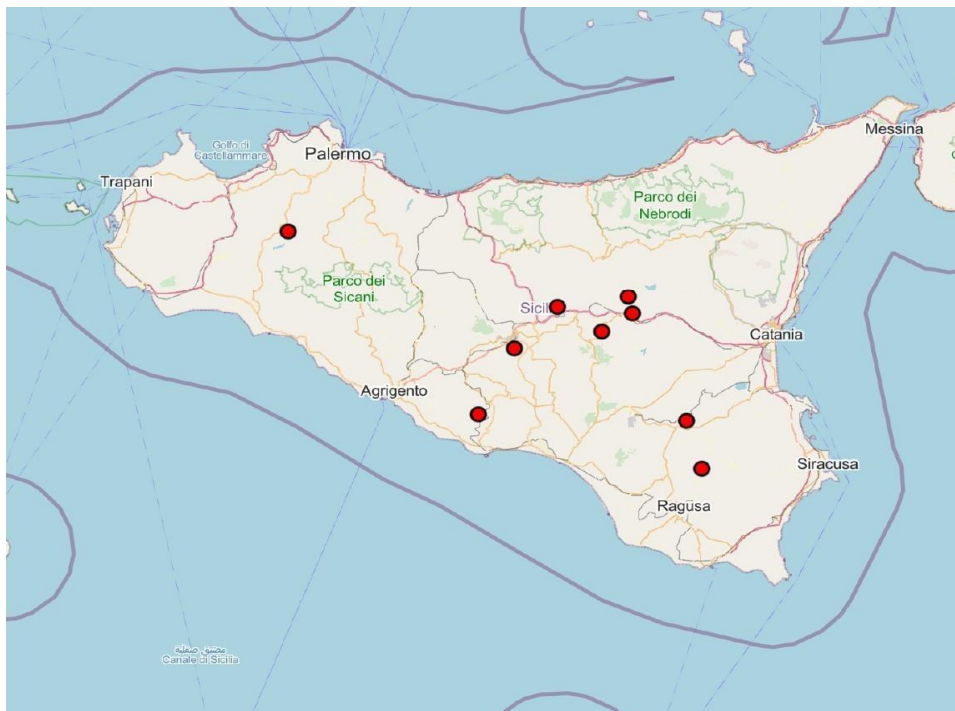 Messina
Golfo di
Castellammare
Palermo
Trapani
Parco dei
Nebrodi
Parco dei
Sicani
Catania
Agrigento
Siracusa
Ragusa
Canale di Sicilia